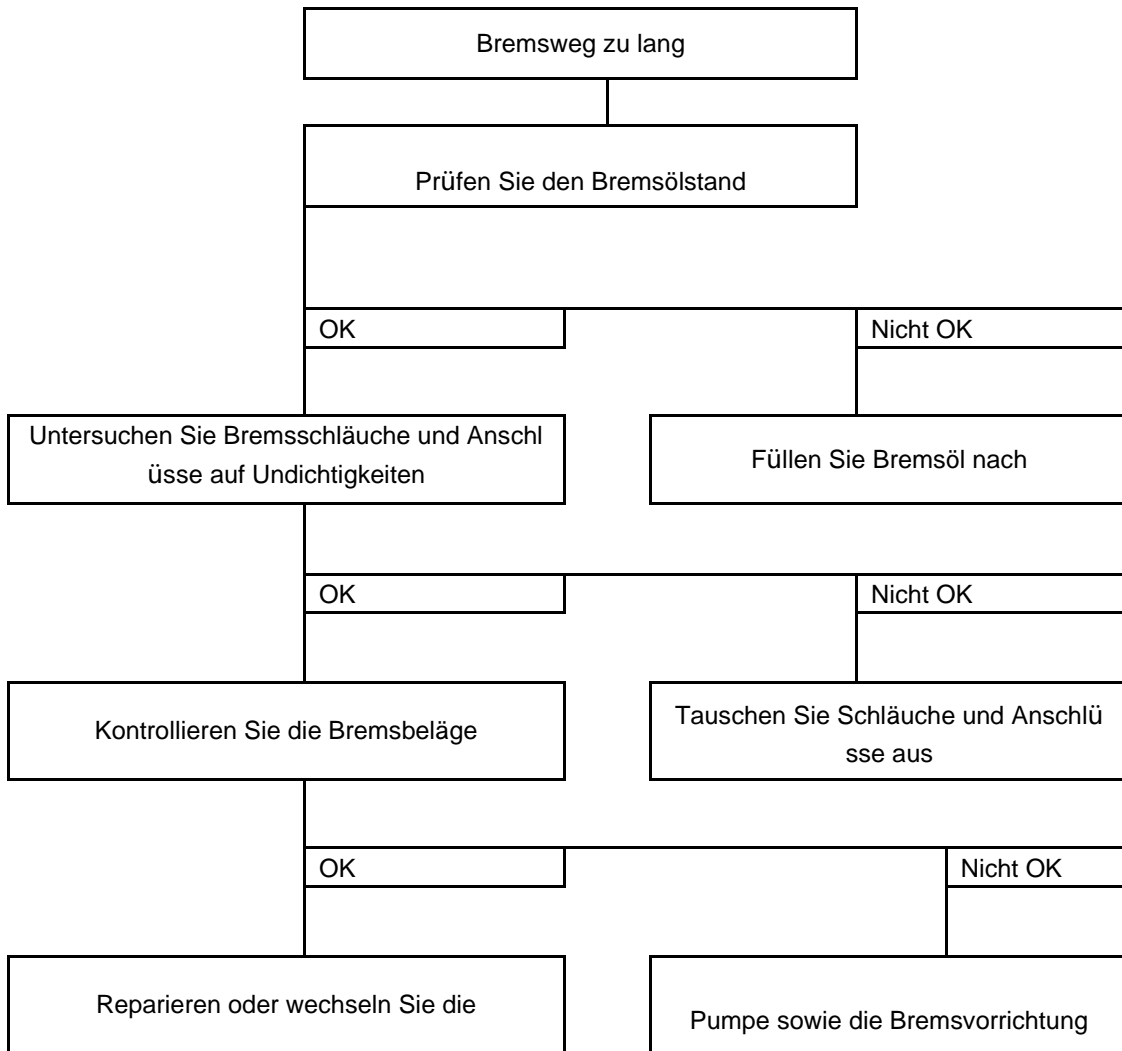 Bremsweg zu lang
Prüfen Sie den Bremsölstand
OK
Nicht OK
Untersuchen Sie Bremsschläuche und Anschl
üsse auf Undichtigkeiten
Füllen Sie Bremsöl nach
OK
Nicht OK
Kontrollieren Sie die Bremsbeläge
Tauschen Sie Schläuche und Anschlü
sse aus
OK
Nicht OK
Reparieren oder wechseln Sie die
Pumpe sowie die Bremsvorrichtung